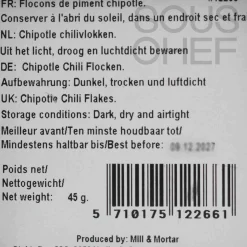 FR: Flocons de piment chipotle.
Conserver à l'abri du soleil, dans un endroit sec et fra
NL: Chipotle chilivlokken.
Uit het licht, droog en luchtdicht bewaren
DE: Chipotle Chili Flocken.
Aufbewahrung: Dunkel, trocken und luftdicht
UK: Chipotle Chili Flakes.
Storage conditions: Dark, dry and airtight
Meilleur avant/Ten minste houdbaar tot/
Mindestens haltbar bis/Best before: 09.12.2027
Poids net/
Nettogewicht/
Net weight: 45 g.
5 710175 122661
Produced by: Mill & Mortar